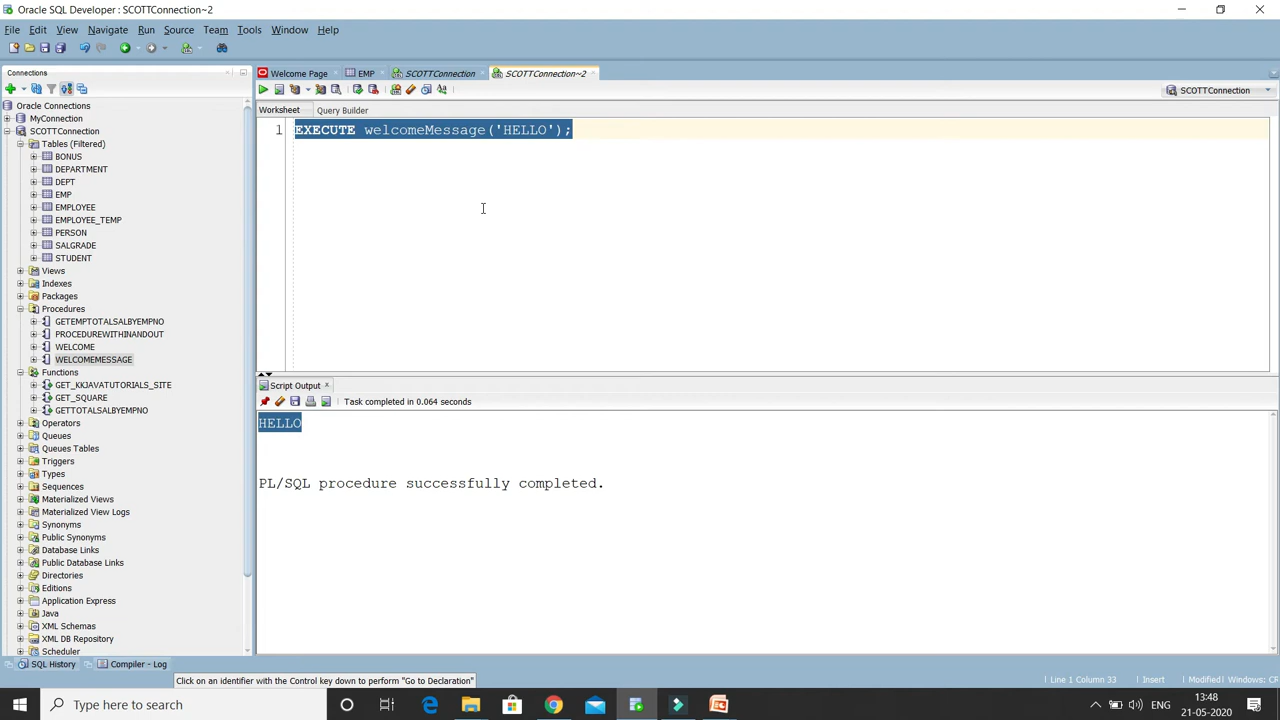 Oracle SQL Developer : SCOTTConnection~2
File Edit View Navigate Run Source Team Tools Window Help
Connections
Oracle Connections
MyConnection
SCOTTConnection
Tables (Filtered)
BONUS
DEPARTMENT
DEPT
EMP
EMPLOYEE
EMPLOYEE_TEMP
PERSON
SALGRADE
STUDENT
Views
Indexes
Packages
Procedures
GETEMPTOTALSALBYEMPNO
PROCEDUREWITHINANDOUT
WELCOME
WELCOMEMESSAGE
Functions
GET_KKJAVATUTORIALS_SITE
GET_SQUARE
GETTOTALSALBYEMPNO
Operators
Queues
Queues Tables
Triggers
Types
Sequences
Materialized Views
Materialized View Logs
Synonyms
Public Synonyms
Database Links
Public Database Links
Directories
Editions
Application Express
Java
XML Schemas
XML DB Repository
Scheduler
Welcome Page EMP SCOTTConnection SCOTTConnection~2
SCOTTConnection
Worksheet Query Builder
1 EXECUTE welcomeMessage('HELLO');
Script Output
Task completed in 0.064 seconds
HELLO
PL/SQL procedure successfully completed.
SQL History Compiler - Log
Click on an identifier with the Control key down to perform "Go to Declaration"
Line 1 Column 33 Insert Modified Windows: CR
Type here to search
ENG
13:48
21-05-2020